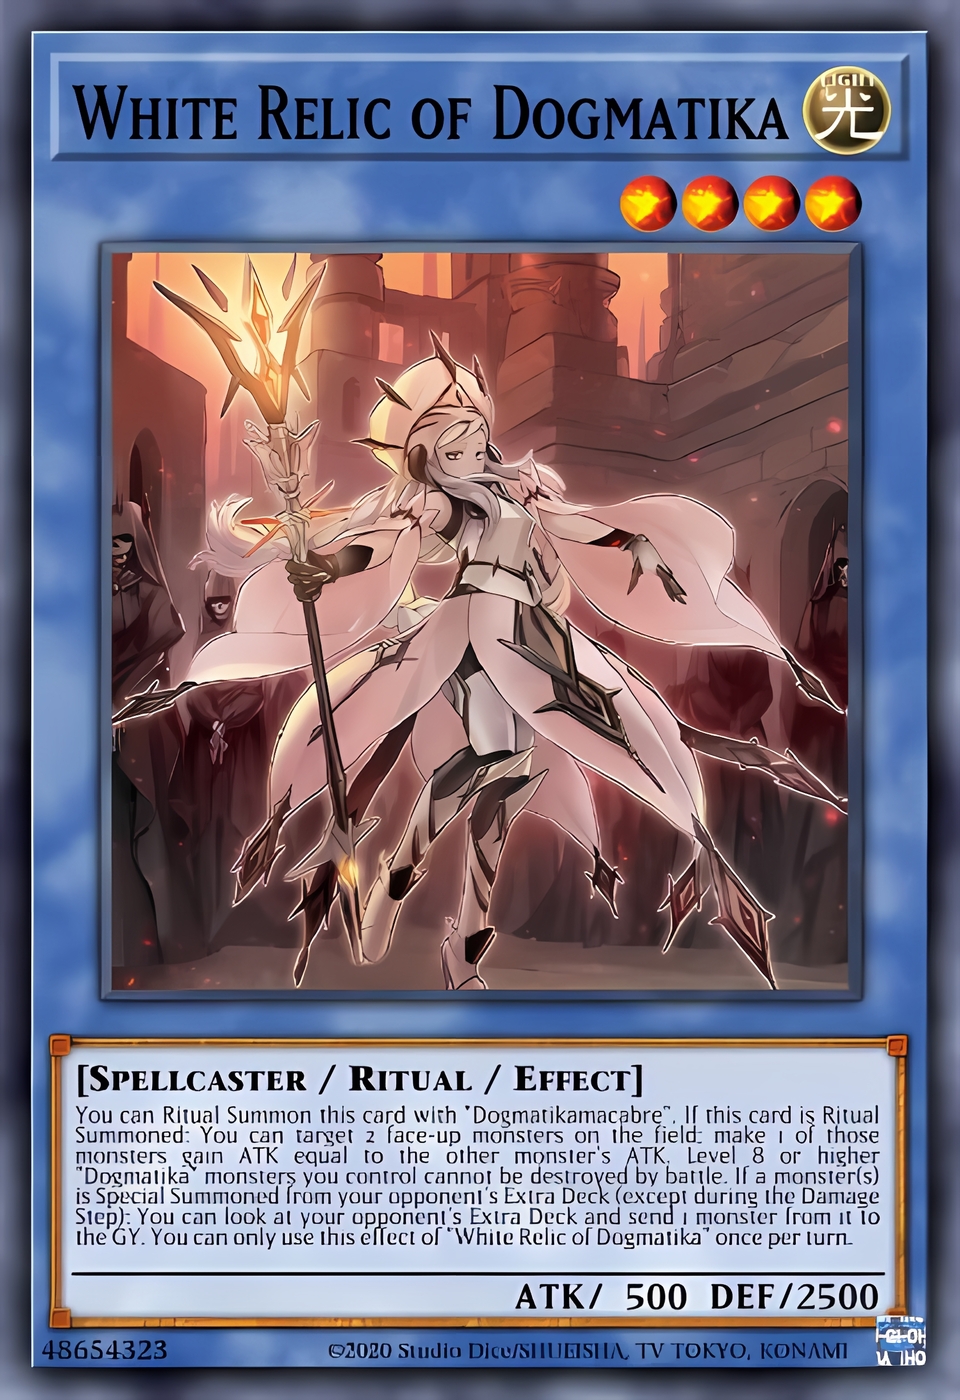 WHITE RELIC OF DOGMATIKA
光
[SPELLCASTER / RITUAL / EFFECT]
You can Ritual Summon this card with "Dogmatikamacabre". If this card is Ritual
Summoned: You can target 2 face-up monsters on the field; make 1 of those
monsters gain ATK equal to the other monster's ATK. Level 8 or higher
"Dogmatika" monsters you control cannot be destroyed by battle. If a monster(s)
is Special Summoned from your opponent's Extra Deck (except during the Damage
Step): You can look at your opponent's Extra Deck and send 1 monster from it to
the GY. You can only use this effect of "White Relic of Dogmatika" once per turn.
ATK/ 500 DEF/2500
48654323
©2020 Studio Dice/SHUEISHA, TV TOKYO, KONAMI